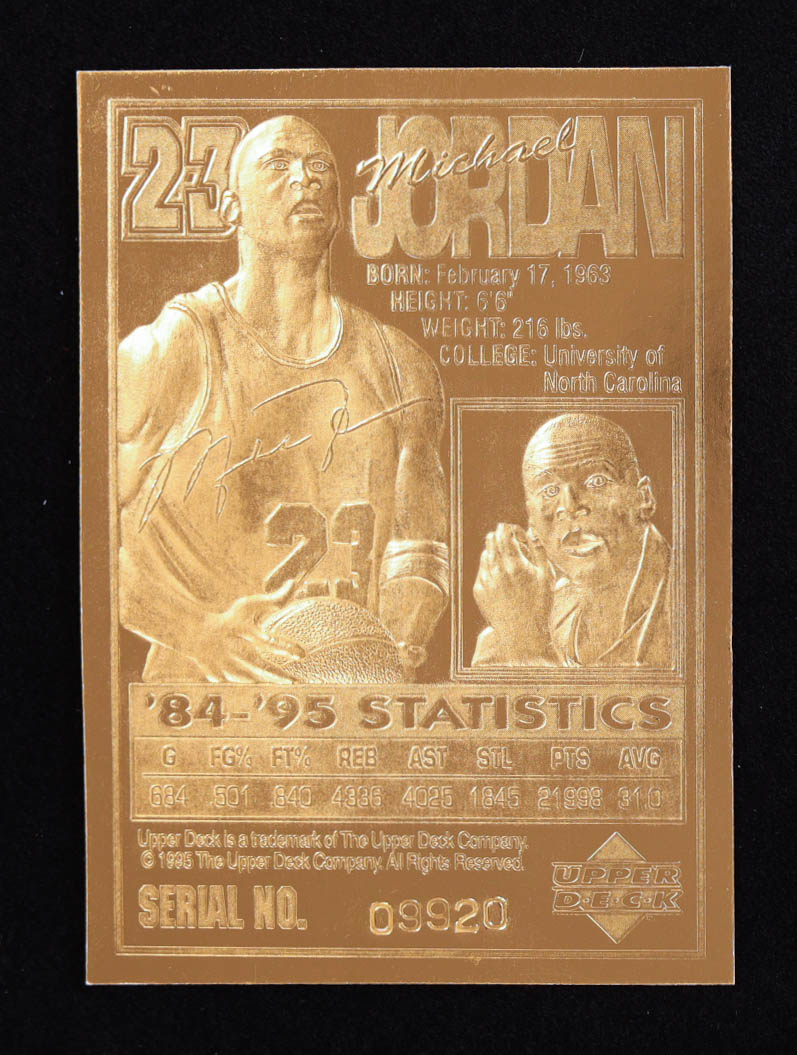 23
Michael
JORDAN
BORN: February 17, 1963
HEIGHT: 6'6"
WEIGHT: 216 lbs.
COLLEGE: University of
North Carolina
23
'84-'95 STATISTICS
G FG% FT% REB AST STL PTS AVG
684 .501 .840 4336 4025 1845 21998 31.0
Upper Deck is a trademark of The Upper Deck Company.
© 1995 The Upper Deck Company. All Rights Reserved.
UPPER
D·E·C·K
SERIAL NO. 09920